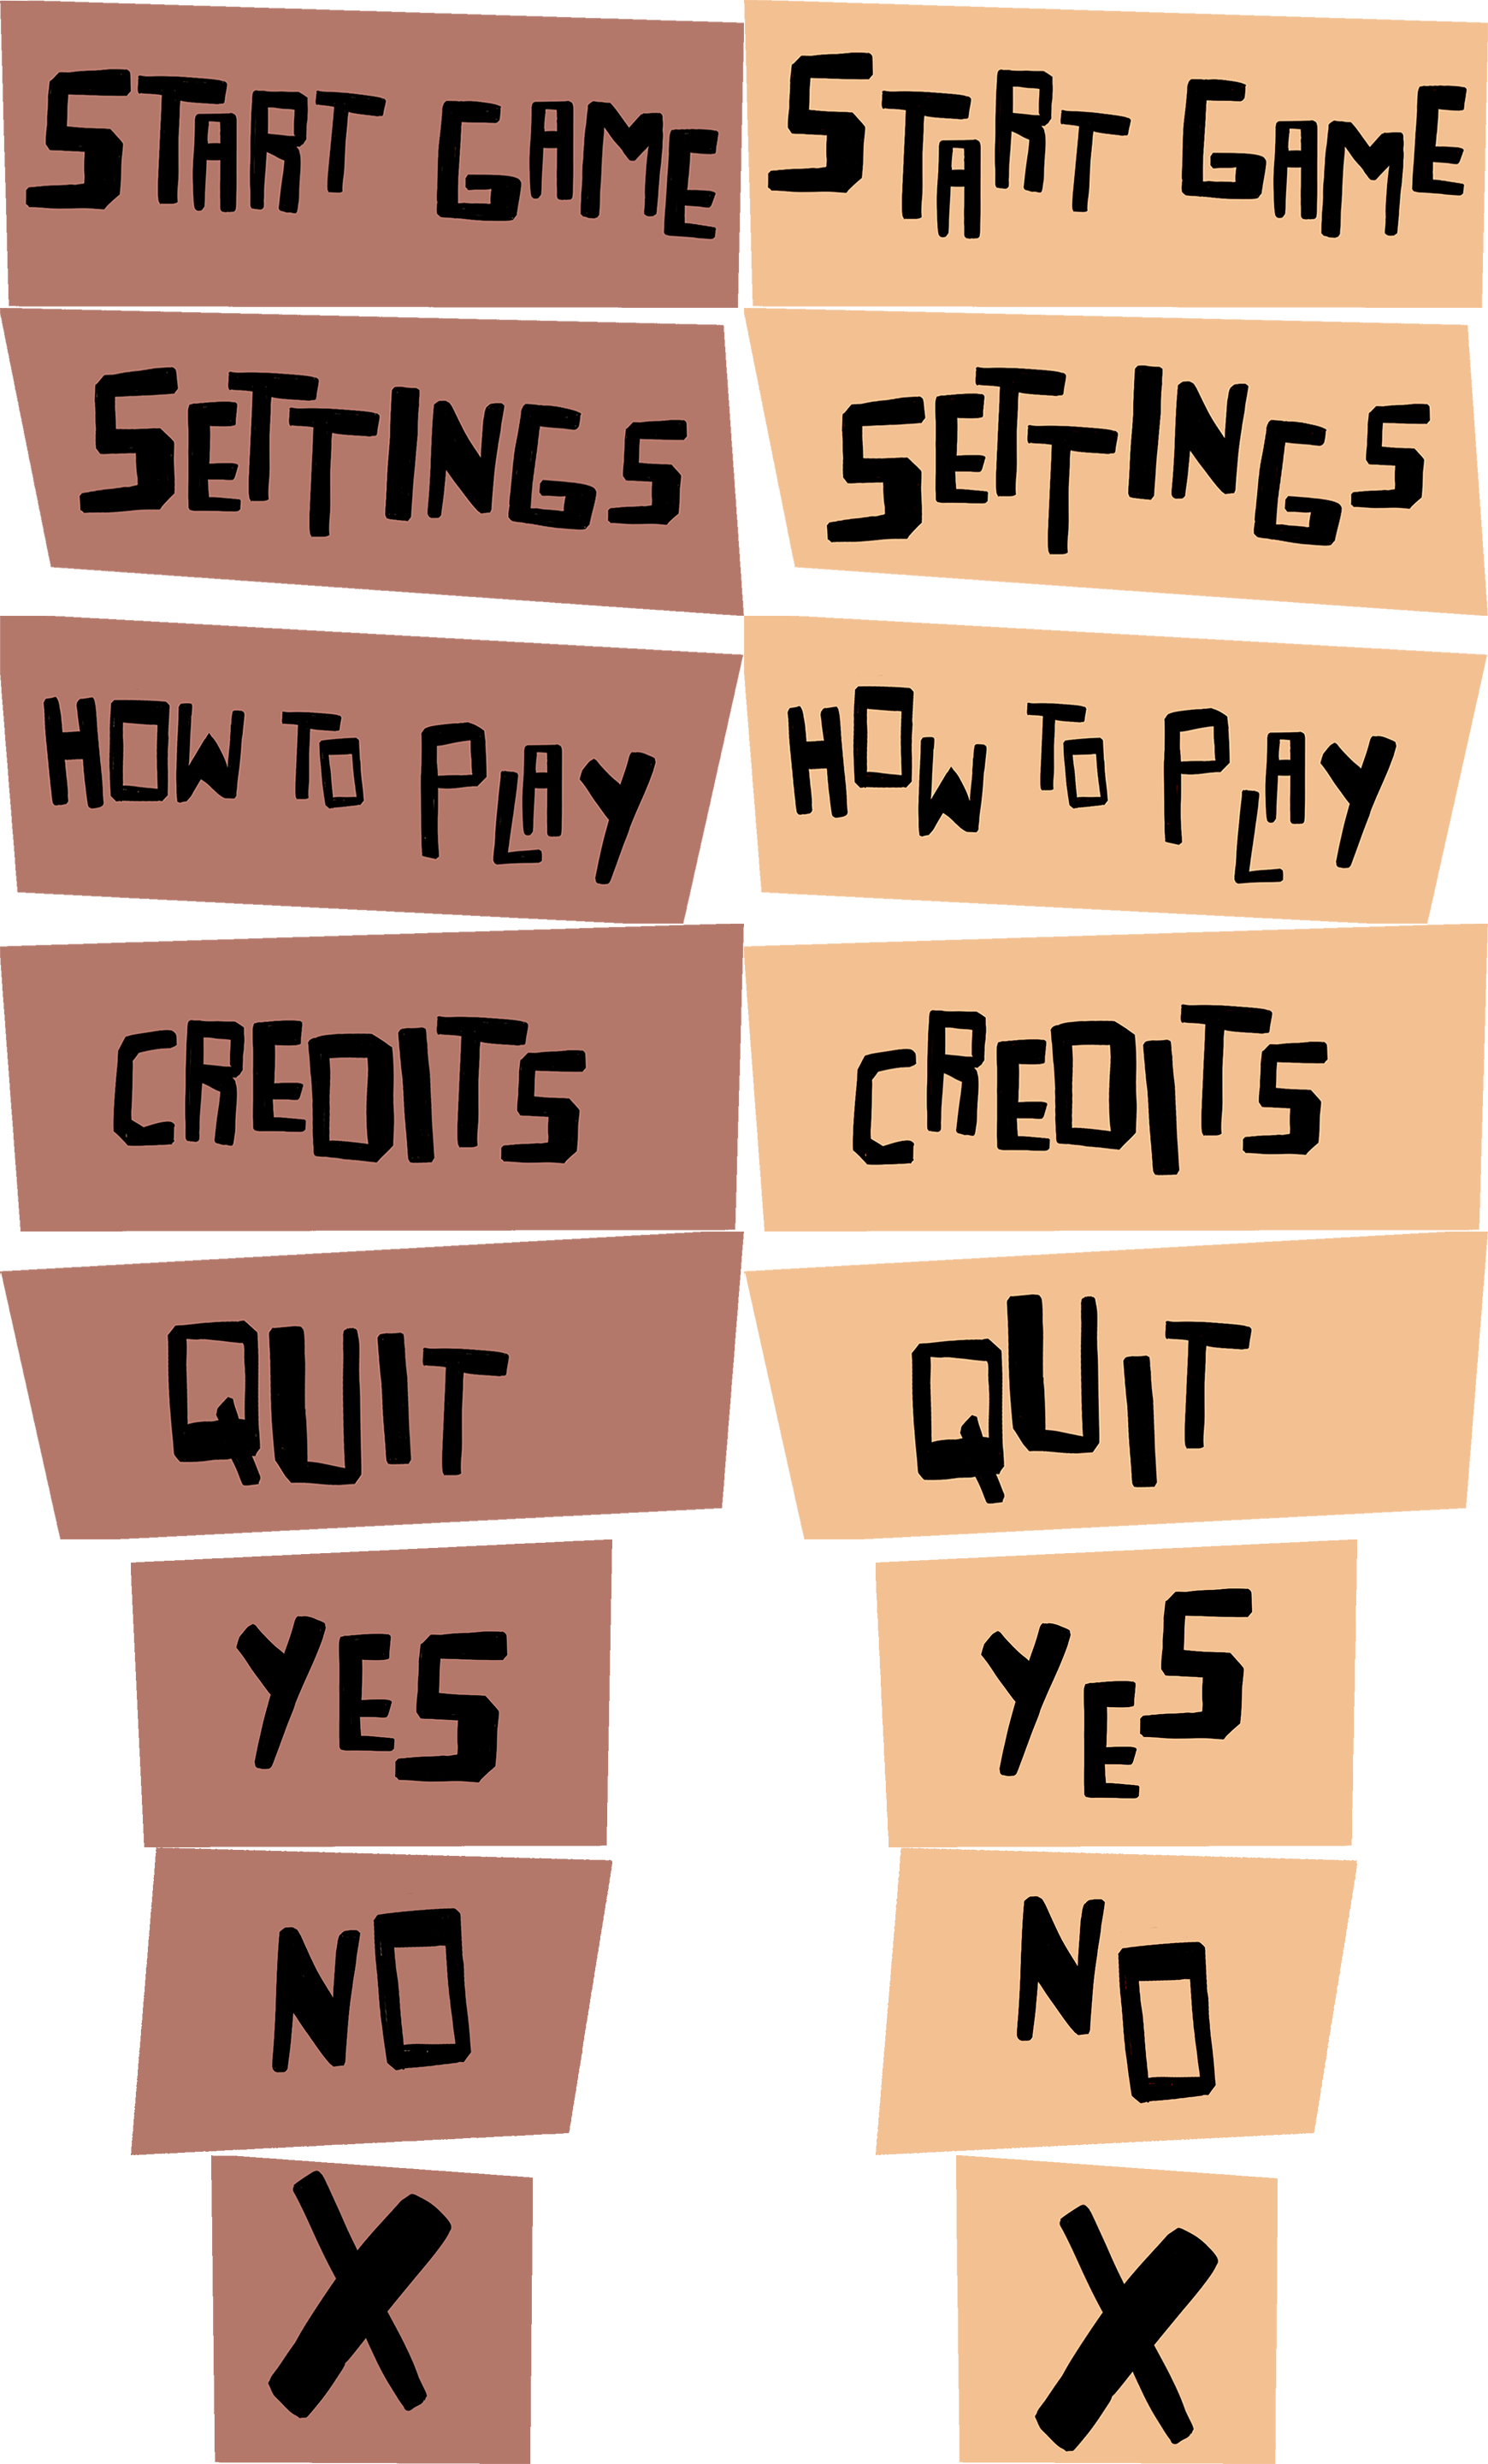 START GAME START GAME
SETTINGS SETTINGS
HOW TO PLAY HOW TO PLAY
CREDITS CREDITS
QUIT QUIT
YES YES
NO NO
X X